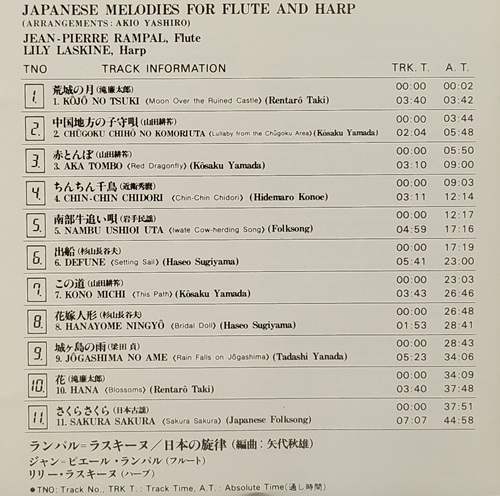 JAPANESE MELODIES FOR FLUTE AND HARP
(ARRANGEMENTS: AKIO YASHIRO)
JEAN-PIERRE RAMPAL, Flute
LILY LASKINE, Harp
TNO TRACK INFORMATION TRK. T. A. T.
1. 荒城の月(滝廉太郎) 00:00 00:02
1. KŌJŌ NO TSUKI 〈Moon Over the Ruined Castle〉 (Rentarō Taki) 03:40 03:42
2. 中国地方の子守唄(山田耕筰) 00:00 03:44
2. CHŪGOKU CHIHŌ NO KOMORIUTA 〈Lullaby from the Chūgoku Area〉 (Kōsaku Yamada) 02:04 05:48
3. 赤とんぼ(山田耕筰) 00:00 05:50
3. AKA TOMBO 〈Red Dragonfly〉 (Kōsaku Yamada) 03:10 09:00
4. ちんちん千鳥(近衛秀麿) 00:00 09:03
4. CHIN-CHIN CHIDORI 〈Chin-Chin Chidori〉 (Hidemaro Konoe) 03:11 12:14
5. 南部牛追い唄(岩手民謡) 00:00 12:17
5. NAMBU USHIOI UTA 〈Iwate Cow-herding Song〉 (Folksong) 04:59 17:16
6. 出船(杉山長谷夫) 00:00 17:19
6. DEFUNE 〈Setting Sail〉 (Haseo Sugiyama) 05:41 23:00
7. この道(山田耕筰) 00:00 23:03
7. KONO MICHI 〈This Path〉 (Kōsaku Yamada) 03:43 26:46
8. 花嫁人形(杉山長谷夫) 00:00 26:48
8. HANAYOME NINGYŌ 〈Bridal Doll〉 (Haseo Sugiyama) 01:53 28:41
9. 城ヶ島の雨(梁田 貞) 00:00 28:43
9. JŌGASHIMA NO AME 〈Rain Falls on Jōgashima〉 (Tadashi Yanada) 05:23 34:06
10. 花(滝廉太郎) 00:00 34:09
10. HANA 〈Blossoms〉 (Rentarō Taki) 03:40 37:48
11. さくらさくら(日本古謡) 00:00 37:51
11. SAKURA SAKURA 〈Sakura Sakura〉 (Japanese Folksong) 07:07 44:58
ランパル=ラスキーヌ/日本の旋律(編曲:矢代秋雄)
ジャン=ピエール・ランパル(フルート)
リリー・ラスキーヌ(ハープ)
●TNO: Track No., TRK T.: Track Time, A. T.: Absolute Time(通し時間)